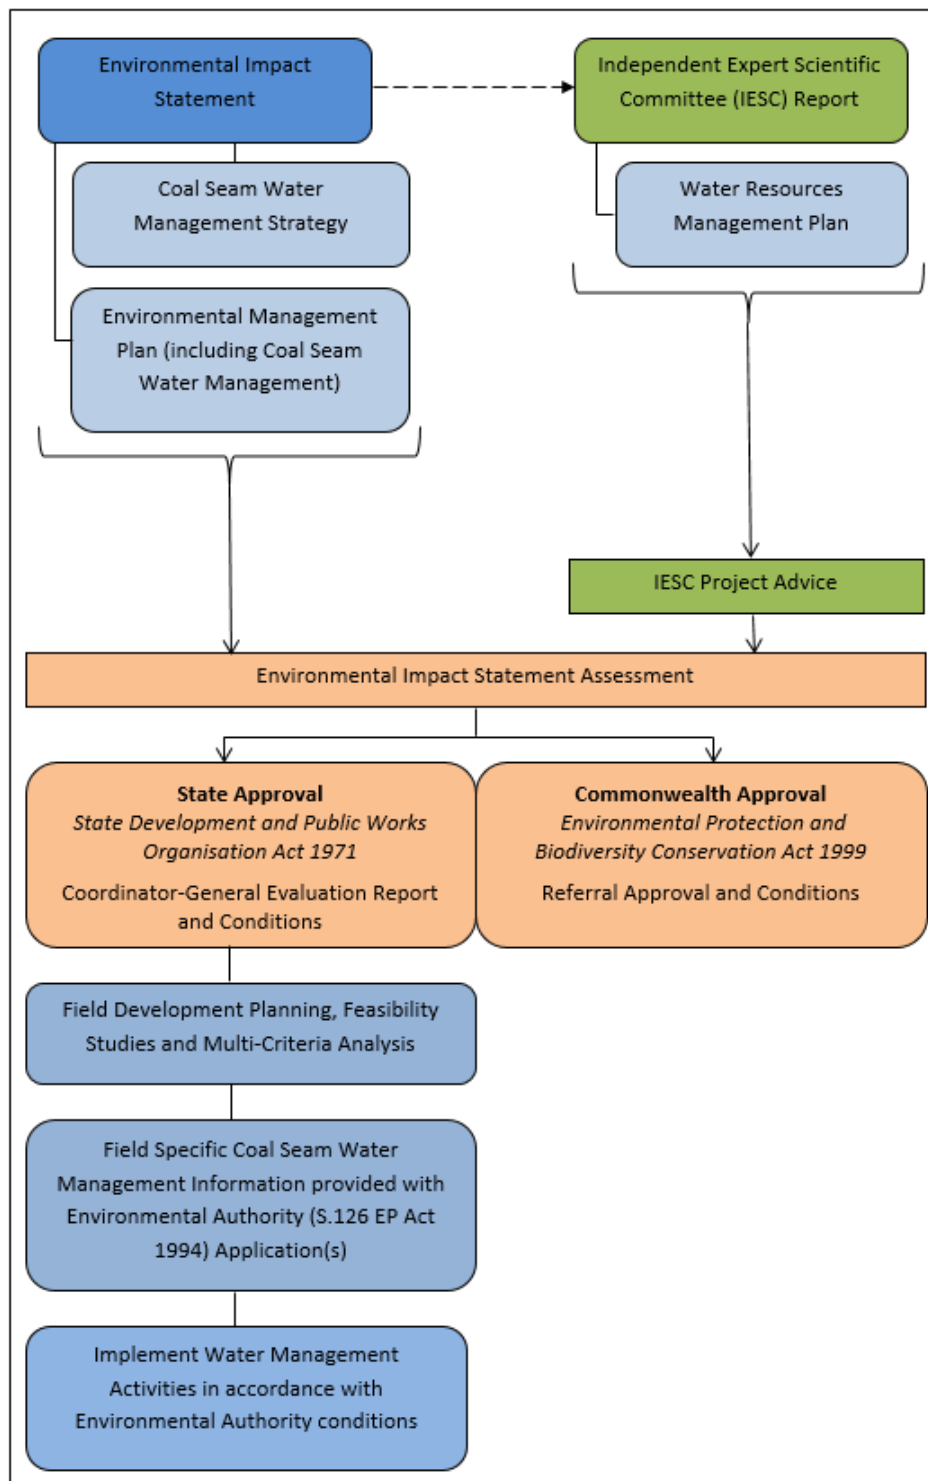 Environmental Impact
Statement
Independent Expert Scientific
Committee (IESC) Report
Coal Seam Water
Management Strategy
Water Resources
Management Plan
Environmental Management
Plan (including Coal Seam
Water Management)
IESC Project Advice
Environmental Impact Statement Assessment
State Approval
State Development and Public Works
Organisation Act 1971
Coordinator-General Evaluation Report
and Conditions
Commonwealth Approval
Environmental Protection and
Biodiversity Conservation Act 1999
Referral Approval and Conditions
Field Development Planning, Feasibility
Studies and Multi-Criteria Analysis
Field Specific Coal Seam Water
Management Information provided with
Environmental Authority (S.126 EP Act
1994) Application(s)
Implement Water Management
Activities in accordance with
Environmental Authority conditions